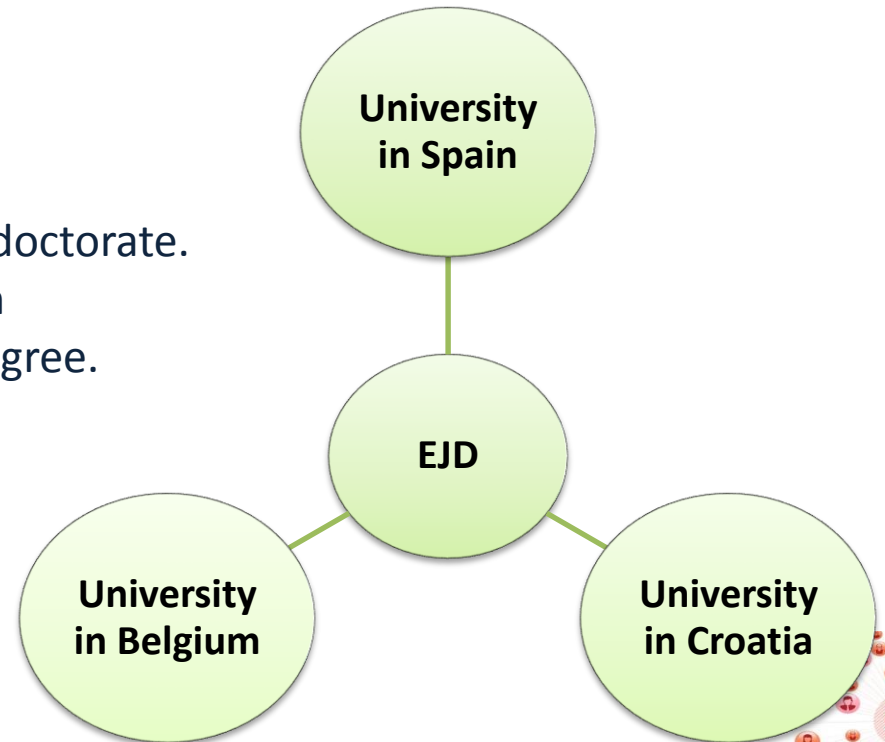 University
in Spain
doctorate.
gree.
EJD
University
in Belgium
University
in Croatia